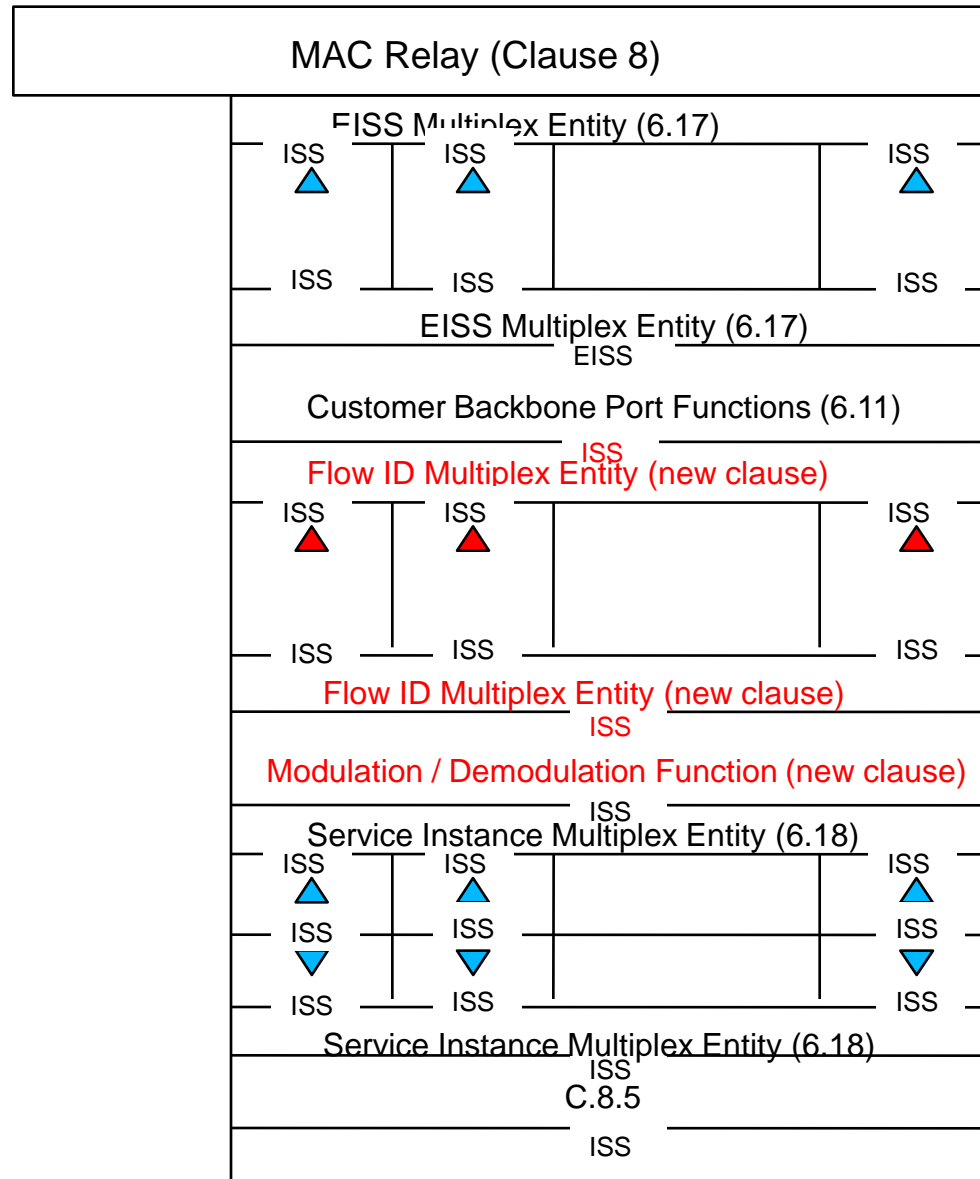 MAC Relay (Clause 8)
EISS Multiplex Entity (6.17)
ISS ISS ISS
ISS ISS ISS
EISS Multiplex Entity (6.17)
EISS
Customer Backbone Port Functions (6.11)
ISS
Flow ID Multiplex Entity (new clause)
ISS ISS ISS
ISS ISS ISS
Flow ID Multiplex Entity (new clause)
ISS
Modulation / Demodulation Function (new clause)
ISS
Service Instance Multiplex Entity (6.18)
ISS ISS ISS
ISS ISS ISS
ISS ISS ISS
Service Instance Multiplex Entity (6.18)
ISS
C.8.5
ISS